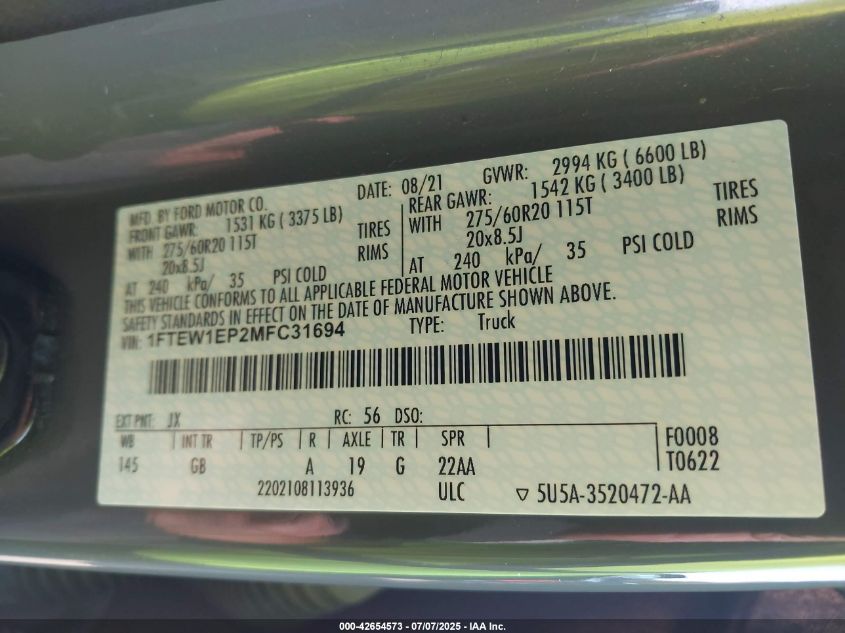 MFD. BY FORD MOTOR CO.
DATE: 08/21 GVWR: 2994 KG ( 6600 LB)
FRONT GAWR: 1531 KG ( 3375 LB)
REAR GAWR: 1542 KG ( 3400 LB)
WITH 275/60R20 115T TIRES
WITH 275/60R20 115T TIRES
20x8.5J RIMS
20x8.5J RIMS
AT 240 kPa/ 35 PSI COLD
AT 240 kPa/ 35 PSI COLD
THIS VEHICLE CONFORMS TO ALL APPLICABLE FEDERAL MOTOR VEHICLE
SAFETY STANDARDS IN EFFECT ON THE DATE OF MANUFACTURE SHOWN ABOVE.
VIN: 1FTEW1EP2MFC31694 TYPE: Truck
EXT PNT: JX RC: 56 DSO:
WB INT TR TP/PS R AXLE TR SPR F0008
145 GB A 19 G 22AA T0622
2202108113936 ULC ▽ 5U5A-3520472-AA
000-42654573 / 07/07/2025 - IAA Inc.